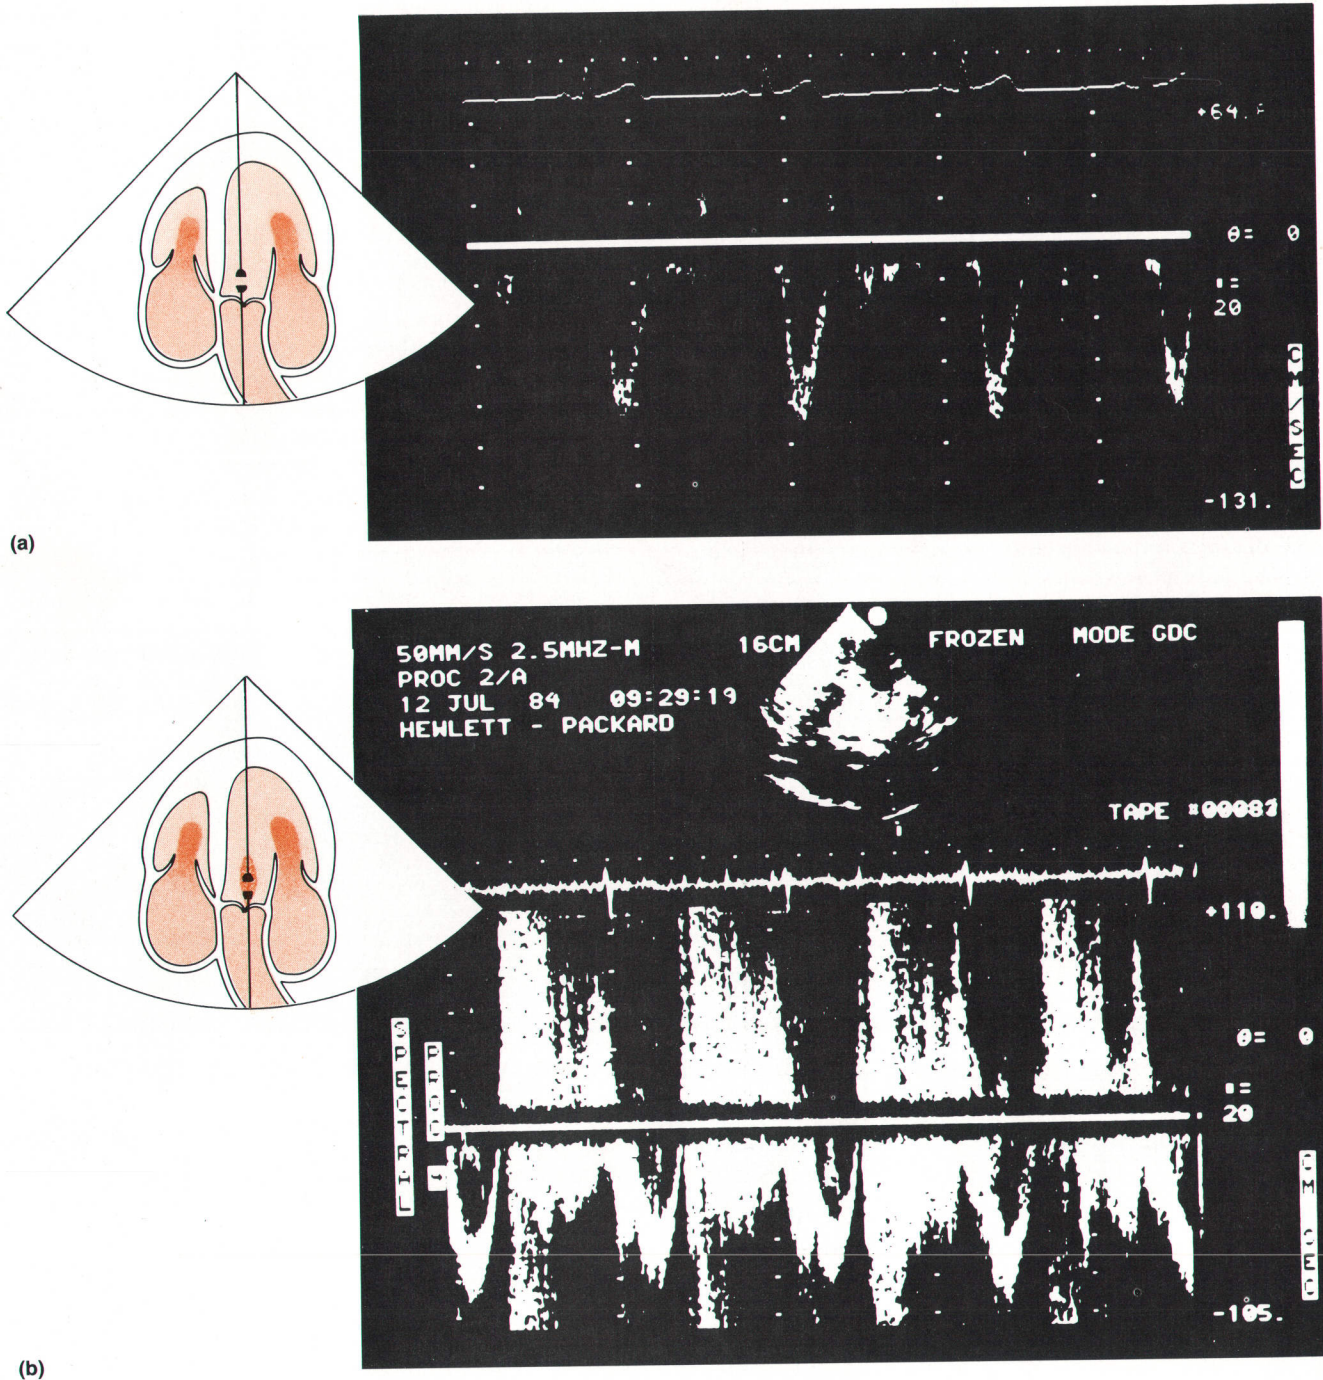 +64.
θ= 0
▮=
20
CM/SEC
-131.
(a)
50MM/S 2.5MHZ-M
16CM
FROZEN
MODE GDC
PROC 2/A
12 JUL 84 09:29:19
HEWLETT - PACKARD
TAPE
+110.
θ= 0
▮=
20
SPECTRAL
PROC
CM SEC
-105.
(b)